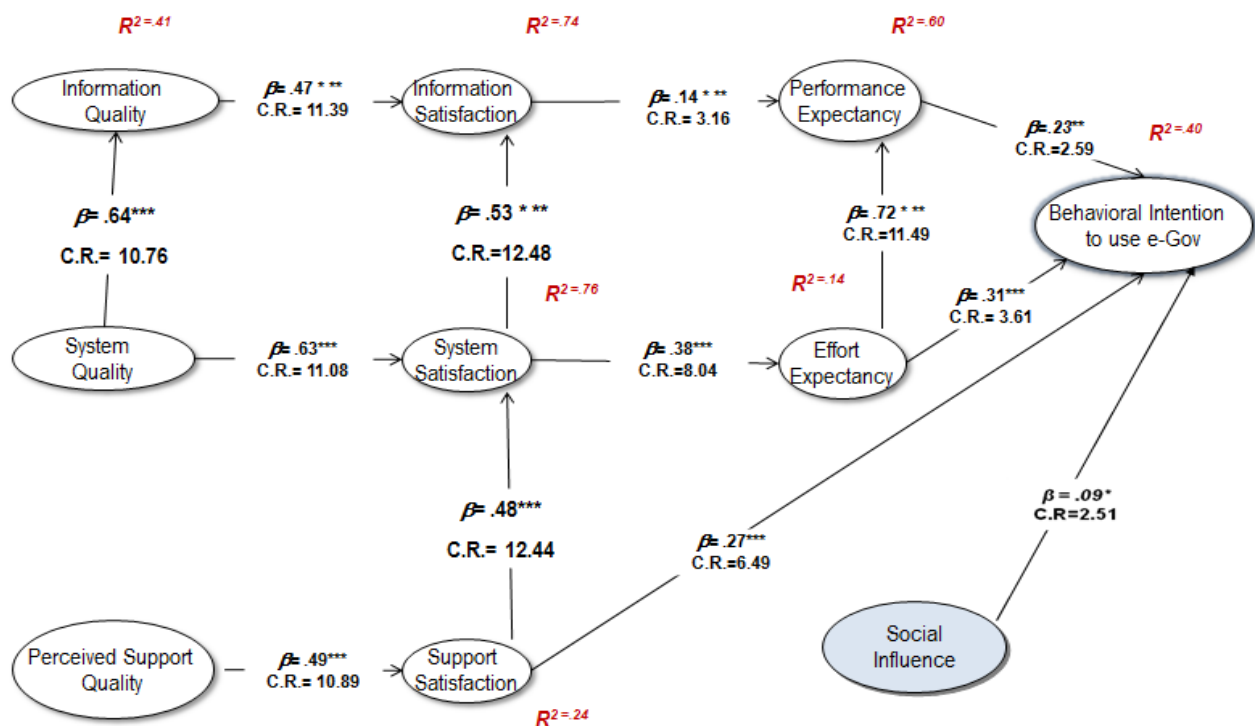 R²=.41
R²=.74
R²=.60
Information
Quality
β= .47 * **
C.R.= 11.39
Information
Satisfaction
β= .14 * **
C.R.= 3.16
Performance
Expectancy
β=.23**
C.R.=2.59
R²=.40
β= .64***
C.R.= 10.76
β= .53 * **
C.R.=12.48
β= .72 * **
C.R.=11.49
Behavioral Intention
to use e-Gov
R²=.76
R²=.14
System
Quality
β= .63***
C.R.= 11.08
System
Satisfaction
β= .38***
C.R.=8.04
Effort
Expectancy
β= .31***
C.R.= 3.61
β= .48***
C.R.= 12.44
β= .27***
C.R.=6.49
β = .09*
C.R=2.51
Perceived Support
Quality
β= .49***
C.R.= 10.89
Support
Satisfaction
Social
Influence
R²=.24